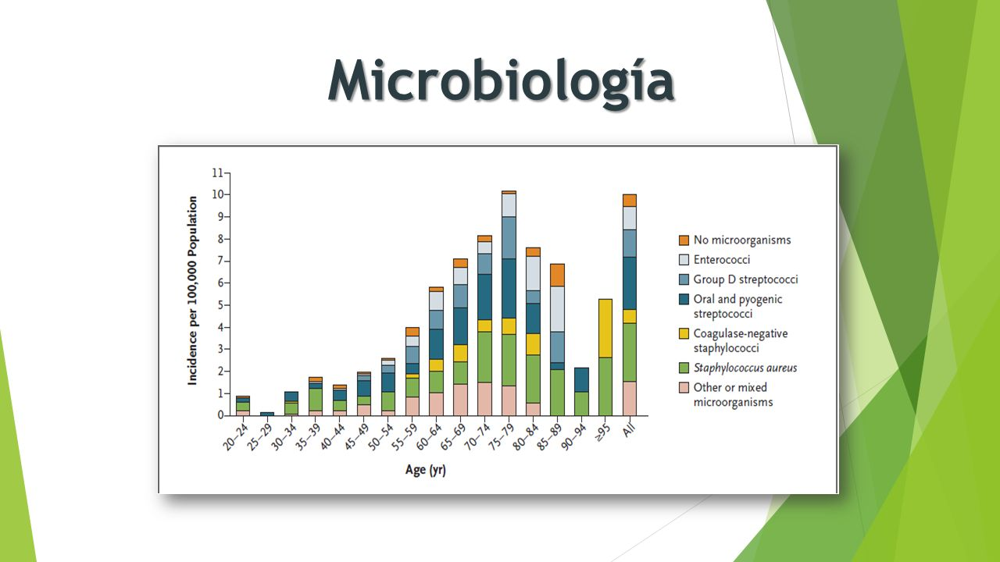 Microbiología
11
10
9
8
7
6
5
4
3
2
1
0
Incidence per 100,000 Population
20–24
25–29
30–34
35–39
40–44
45–49
50–54
55–59
60–64
65–69
70–74
75–79
80–84
85–89
90–94
≥95
All
Age (yr)
No microorganisms
Enterococci
Group D streptococci
Oral and pyogenic
streptococci
Coagulase-negative
staphylococci
Staphylococcus aureus
Other or mixed
microorganisms